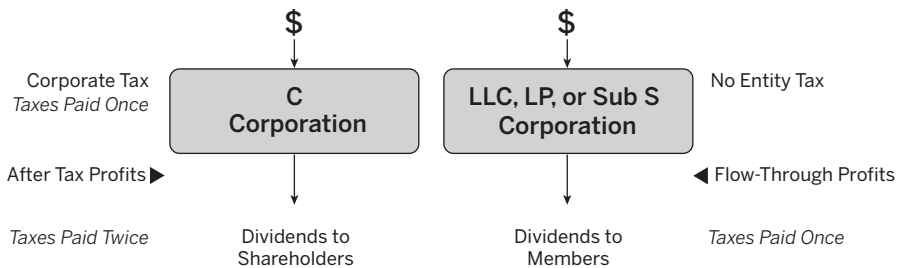 $
$
Corporate Tax
Taxes Paid Once
C
Corporation
LLC, LP, or Sub S
Corporation
No Entity Tax
After Tax Profits
Flow-Through Profits
Taxes Paid Twice
Dividends to
Shareholders
Dividends to
Members
Taxes Paid Once